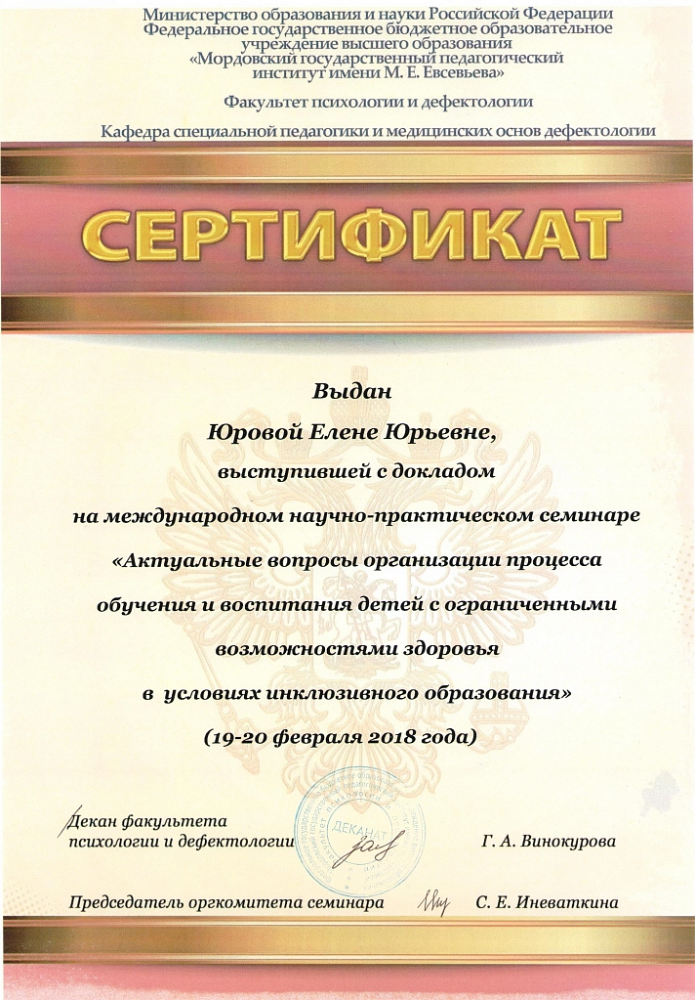 Министерство образования и науки Российской Федерации
Федеральное государственное бюджетное образовательное
учреждение высшего образования
«Мордовский государственный педагогический
институт имени М. Е. Евсевьева»
Факультет психологии и дефектологии
Кафедра специальной педагогики и медицинских основ дефектологии
СЕРТИФИКАТ
Выдан
Юровой Елене Юрьевне,
выступившей с докладом
на международном научно-практическом семинаре
«Актуальные вопросы организации процесса
обучения и воспитания детей с ограниченными
возможностями здоровья
в условиях инклюзивного образования»
(19-20 февраля 2018 года)
Декан факультета
психологии и дефектологии
ДЕКАНАТ
Г. А. Винокурова
Председатель оргкомитета семинара
С. Е. Иневаткина